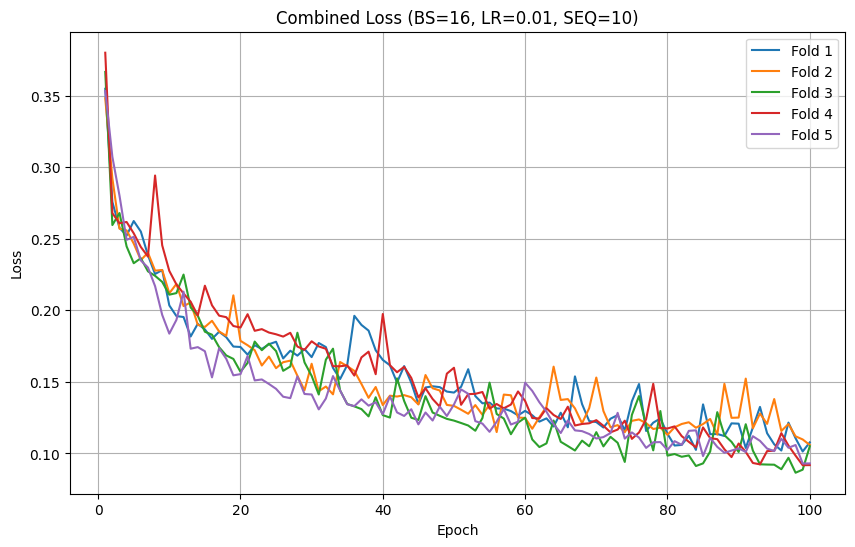 Combined Loss (BS=16, LR=0.01, SEQ=10)
Fold 1
Fold 2
Fold 3
Fold 4
Fold 5
Loss
0.35
0.30
0.25
0.20
0.15
0.10
0 20 40 60 80 100
Epoch